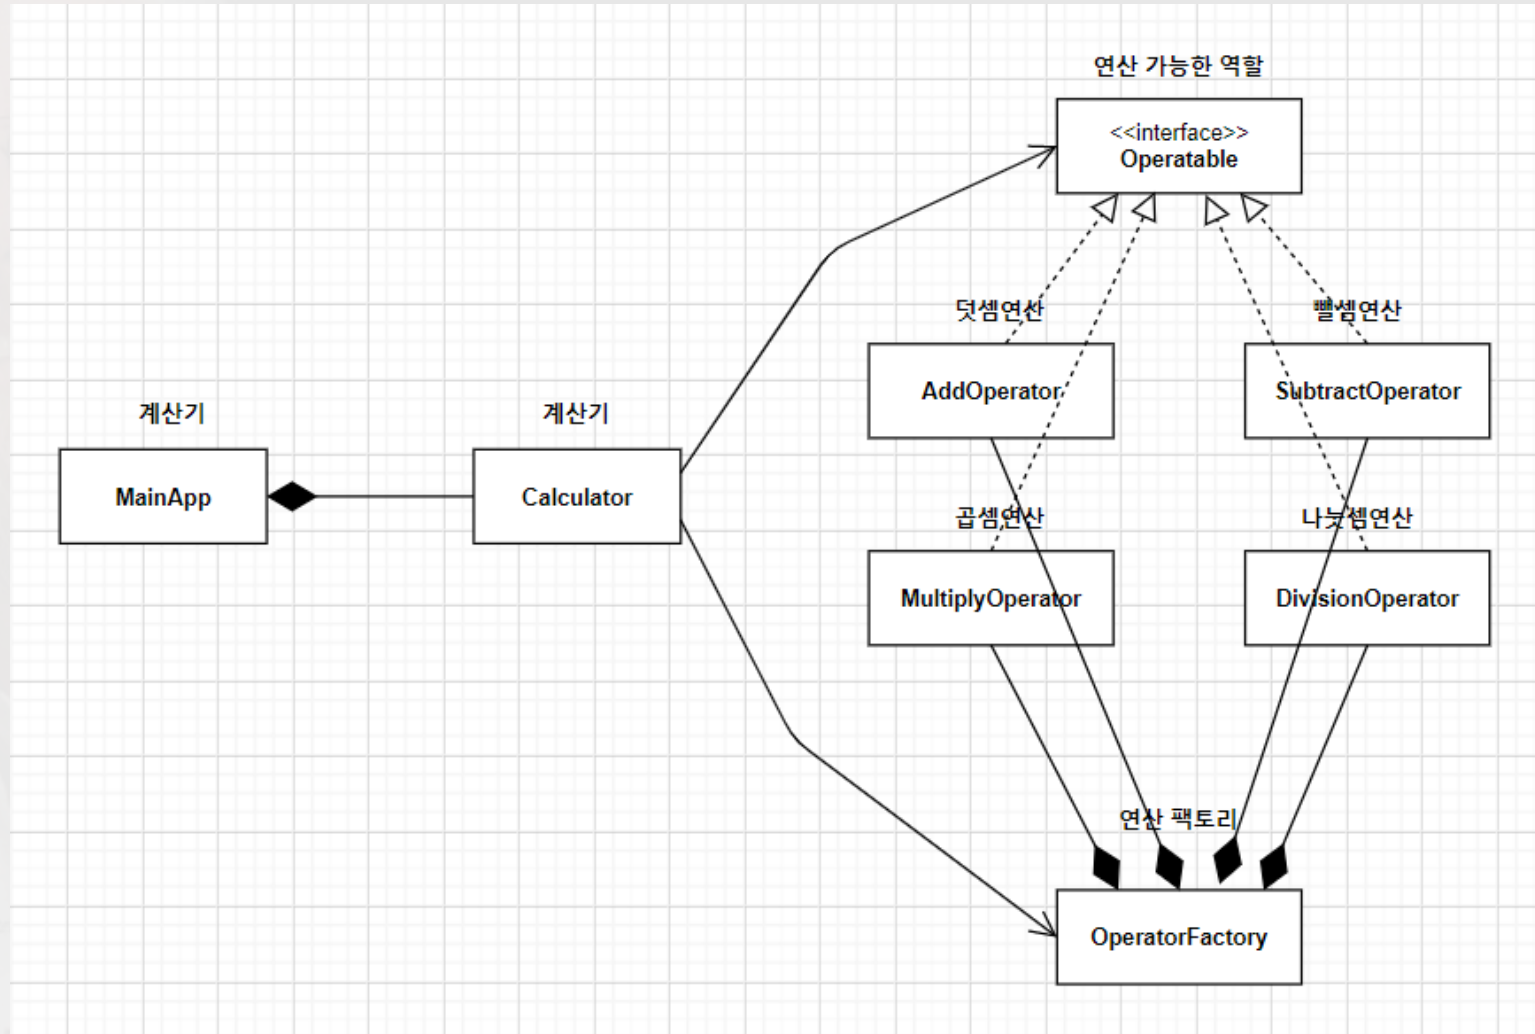 연산 가능한 역할
<<interface>>
Operatable
덧셈연산
뺄셈연산
AddOperator
SubtractOperator
계산기
계산기
MainApp
Calculator
곱셈연산
나눗셈연산
MultiplyOperator
DivisionOperator
연산 팩토리
OperatorFactory